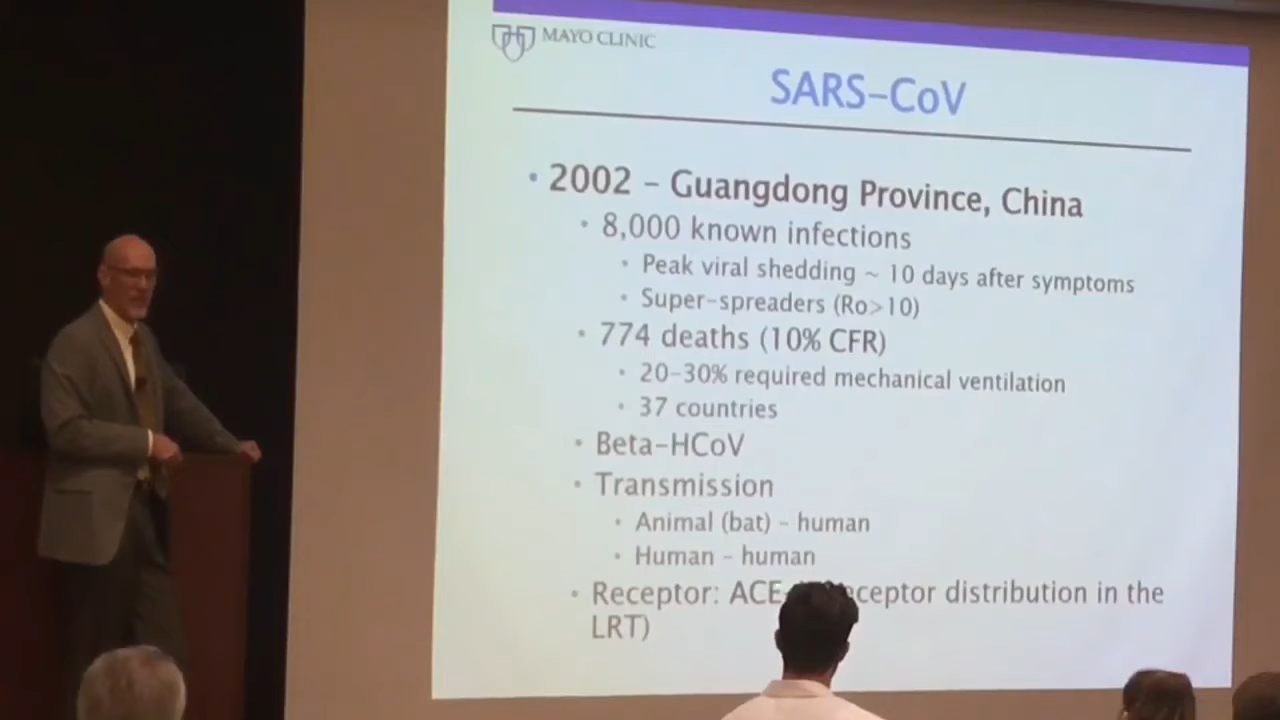 MAYO CLINIC
SARS-CoV
• 2002 - Guangdong Province, China
• 8,000 known infections
• Peak viral shedding ~ 10 days after symptoms
• Super-spreaders (Ro>10)
• 774 deaths (10% CFR)
• 20-30% required mechanical ventilation
• 37 countries
• Beta-HCoV
• Transmission
• Animal (bat) - human
• Human - human
• Receptor: ACE distribution in the
LRT)